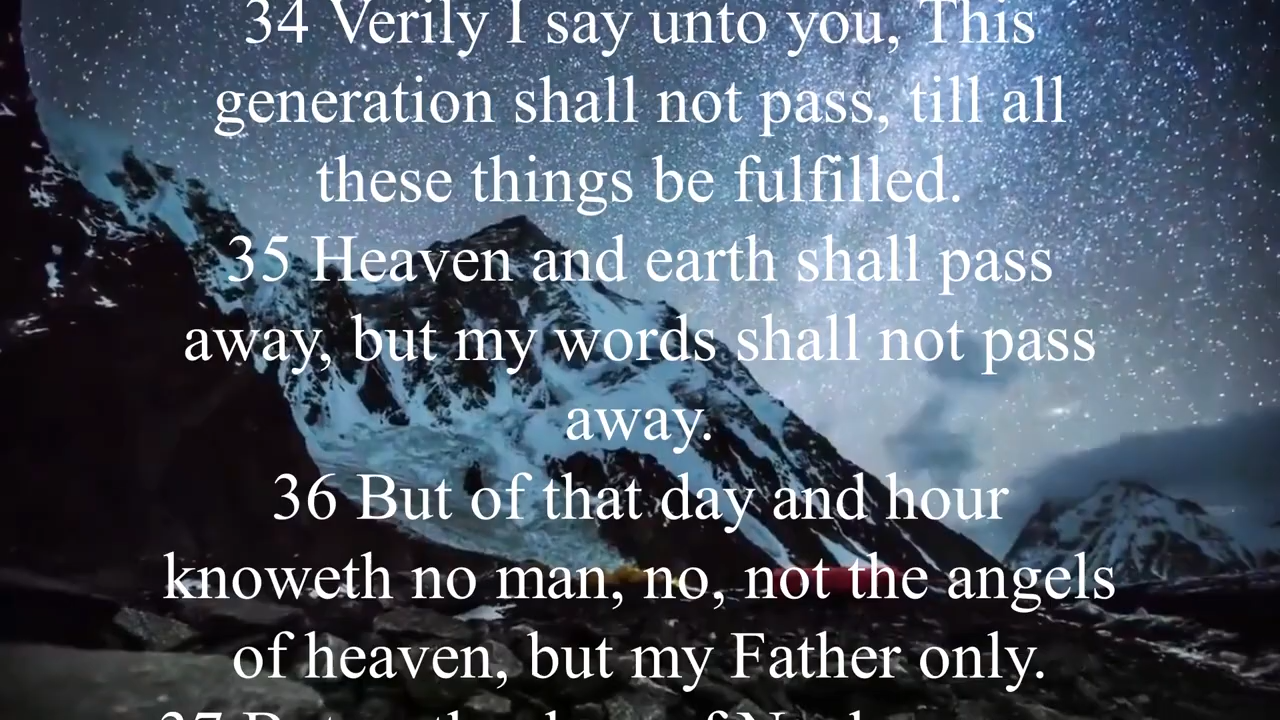 34 Verily I say unto you, This
generation shall not pass, till all
these things be fulfilled.
35 Heaven and earth shall pass
away, but my words shall not pass
away.
36 But of that day and hour
knoweth no man, no, not the angels
of heaven, but my Father only.